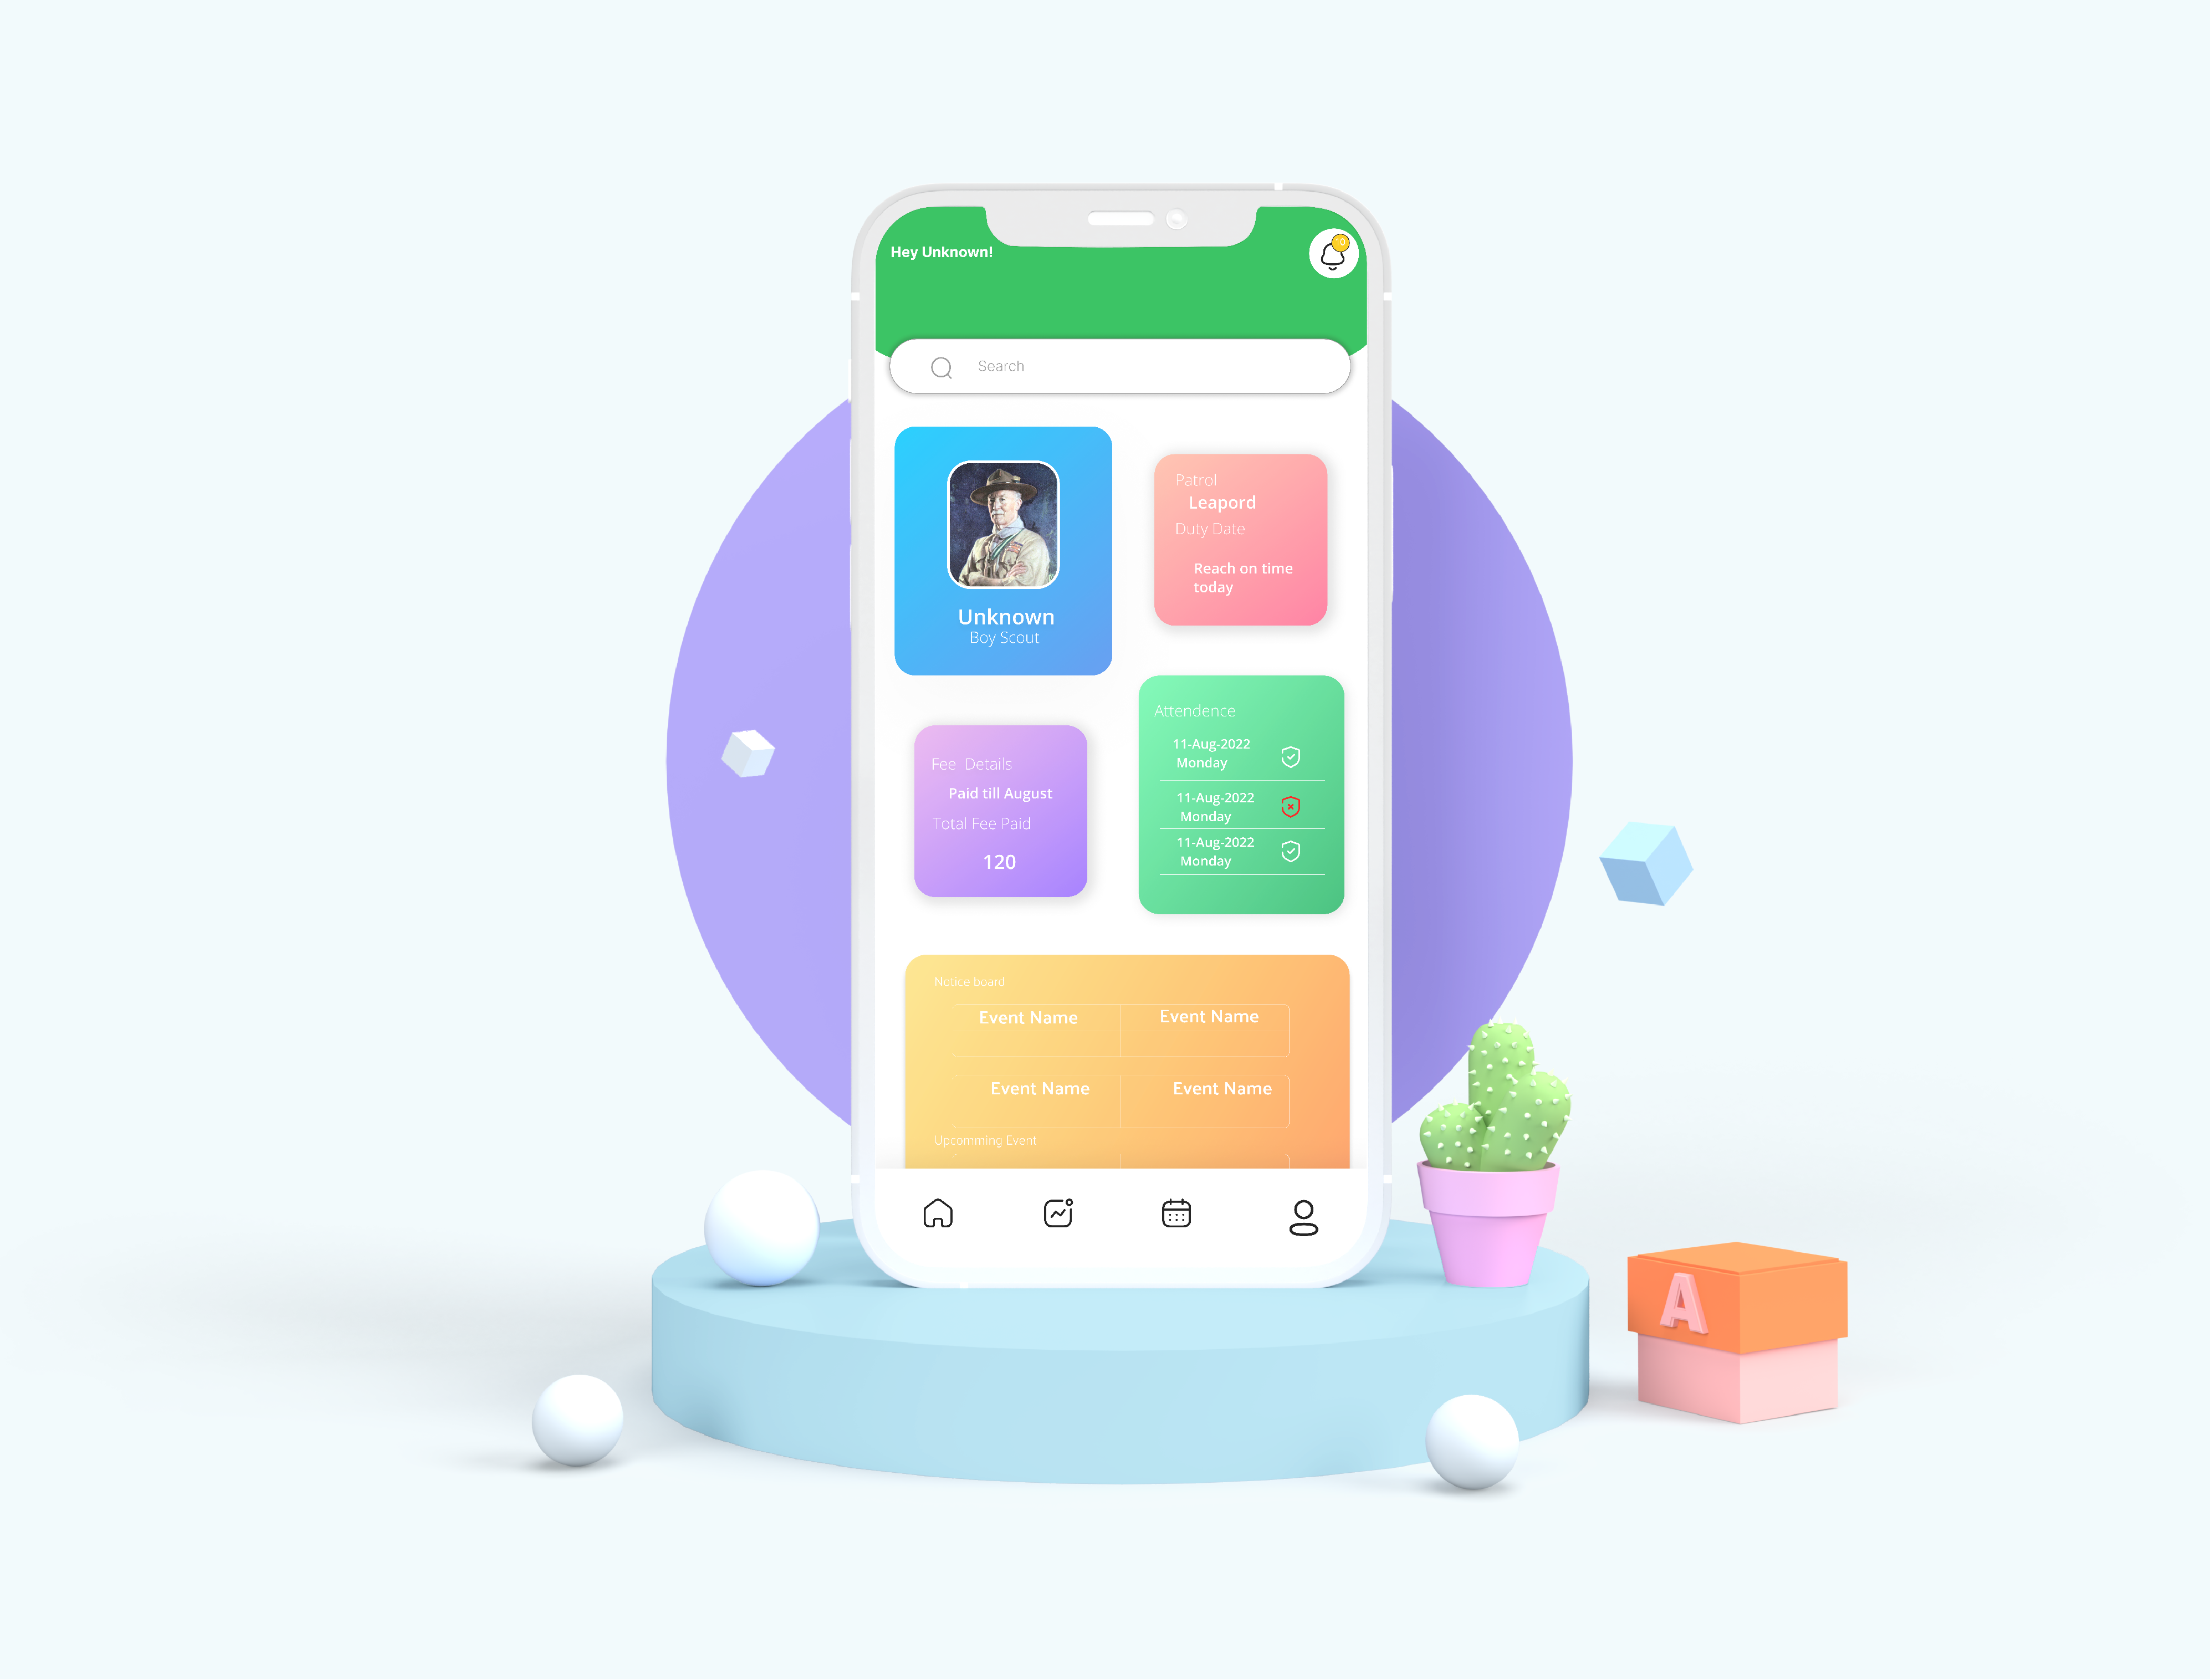 Hey Unknown!
10
Search
Unknown
Boy Scout
Patrol
Leapord
Duty Date
Reach on time
today
Fee Details
Paid till August
Total Fee Paid
120
Attendence
11-Aug-2022
Monday
11-Aug-2022
Monday
11-Aug-2022
Monday
Notice board
Event Name
Event Name
Event Name
Event Name
Upcomming Event
A